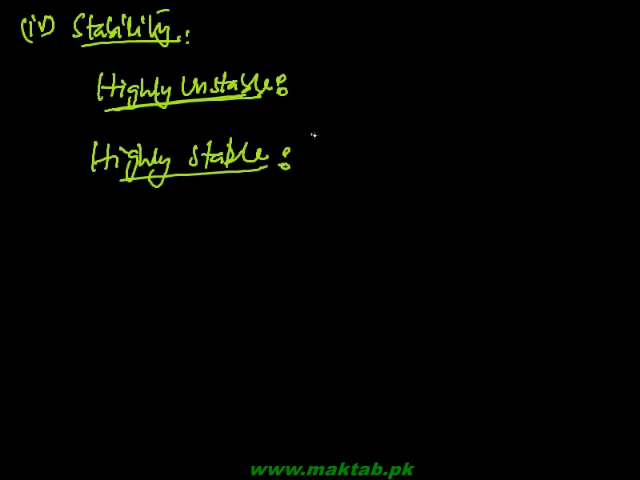 (iv) Stability :
Highly Unstable :
Highly Stable :
www.maktab.pk